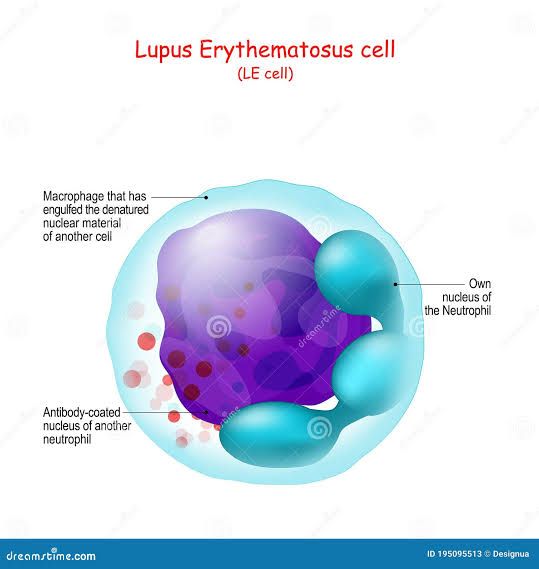 Lupus Erythematosus cell
(LE cell)
Macrophage that has
engulfed the denatured
nuclear material
of another cell
Own
nucleus of
the Neutrophil
Antibody-coated
nucleus of another
neutrophil
dreamstime
dreamstime.com
ID 195095513 © Designua